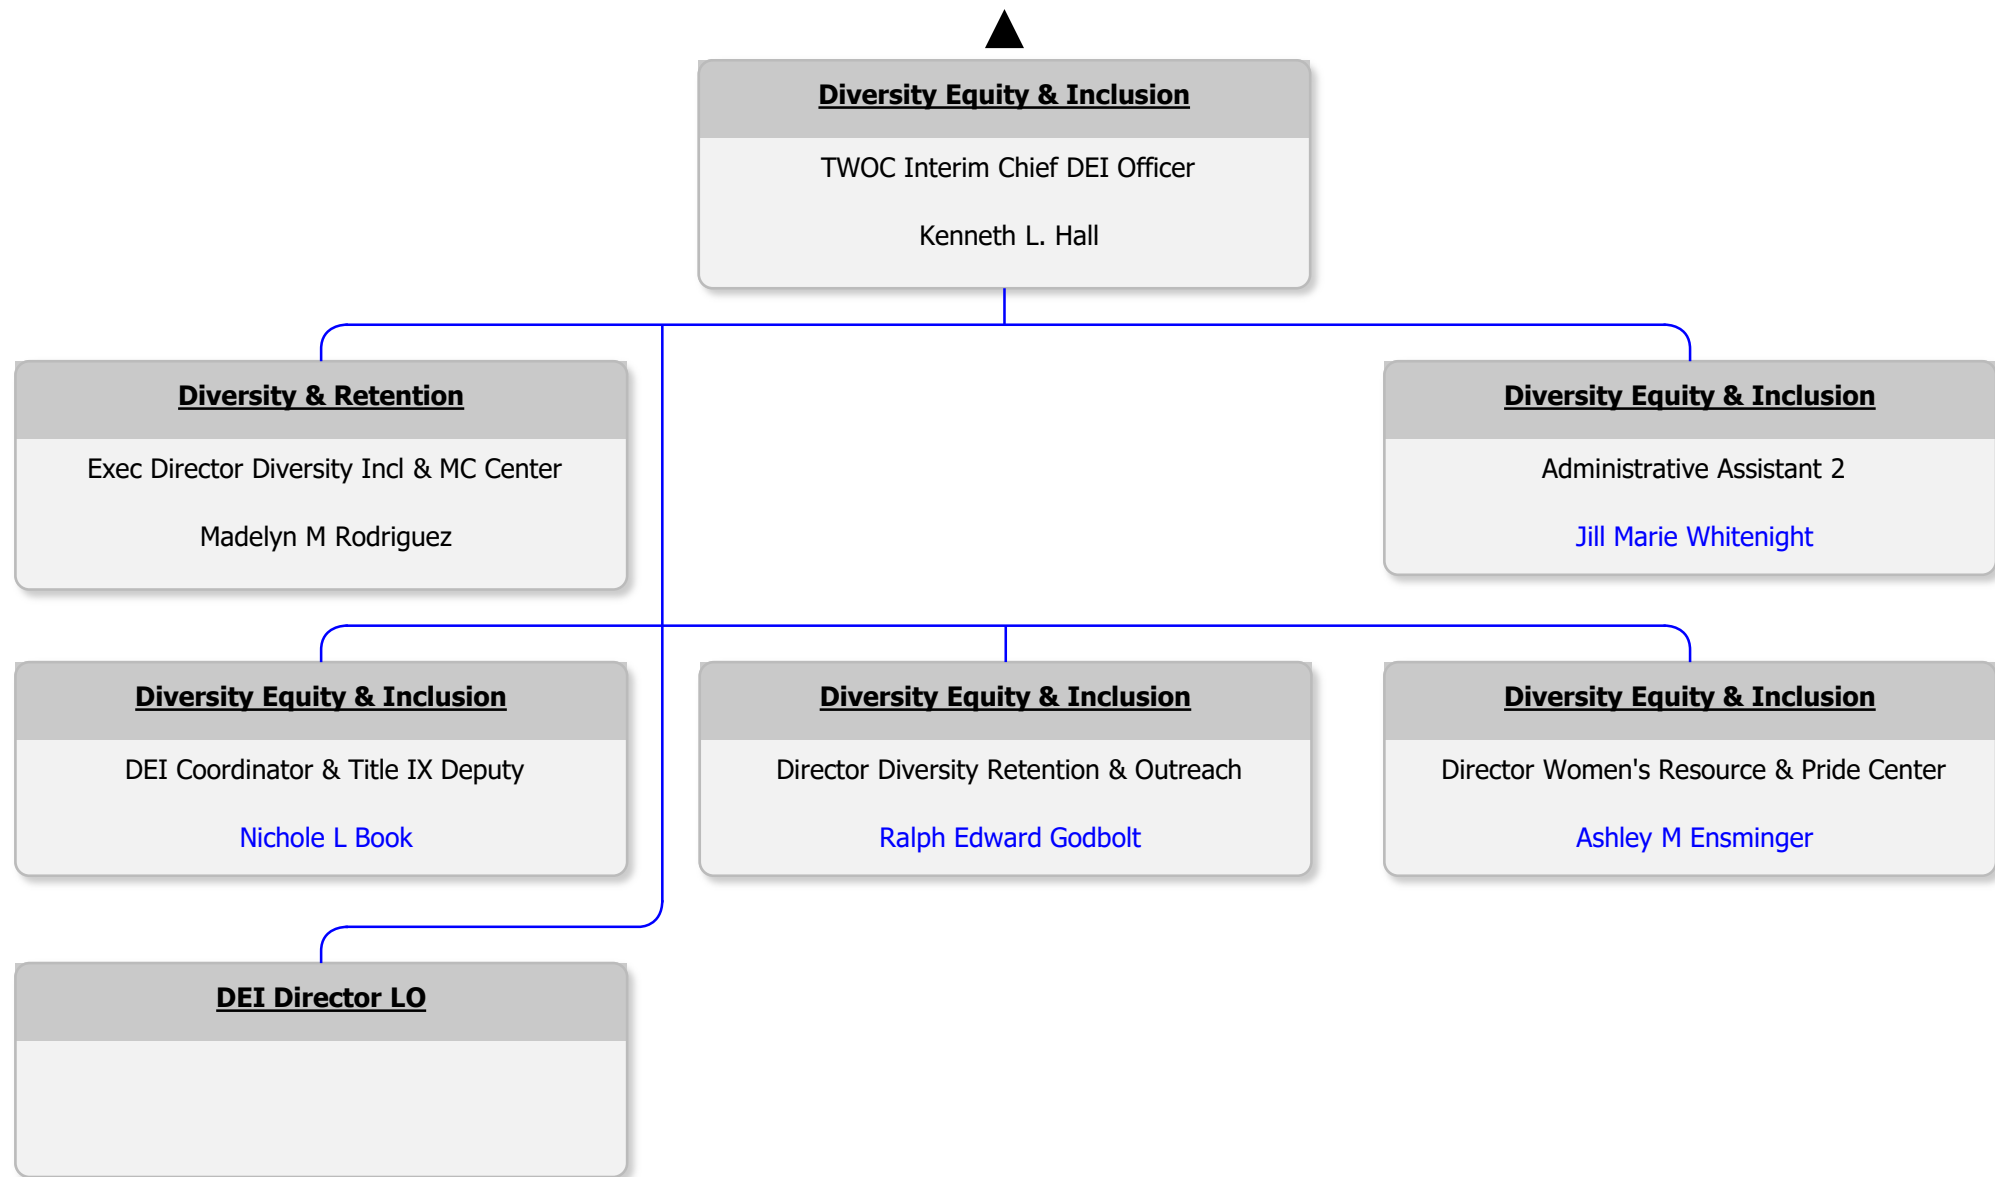 Diversity Equity & Inclusion
TWOC Interim Chief DEI Officer
Kenneth L. Hall
Diversity & Retention
Exec Director Diversity Incl & MC Center
Madelyn M Rodriguez
Diversity Equity & Inclusion
Administrative Assistant 2
Jill Marie Whitenight
Diversity Equity & Inclusion
DEI Coordinator & Title IX Deputy
Nichole L Book
Diversity Equity & Inclusion
Director Diversity Retention & Outreach
Ralph Edward Godbolt
Diversity Equity & Inclusion
Director Women's Resource & Pride Center
Ashley M Ensminger
DEI Director LO